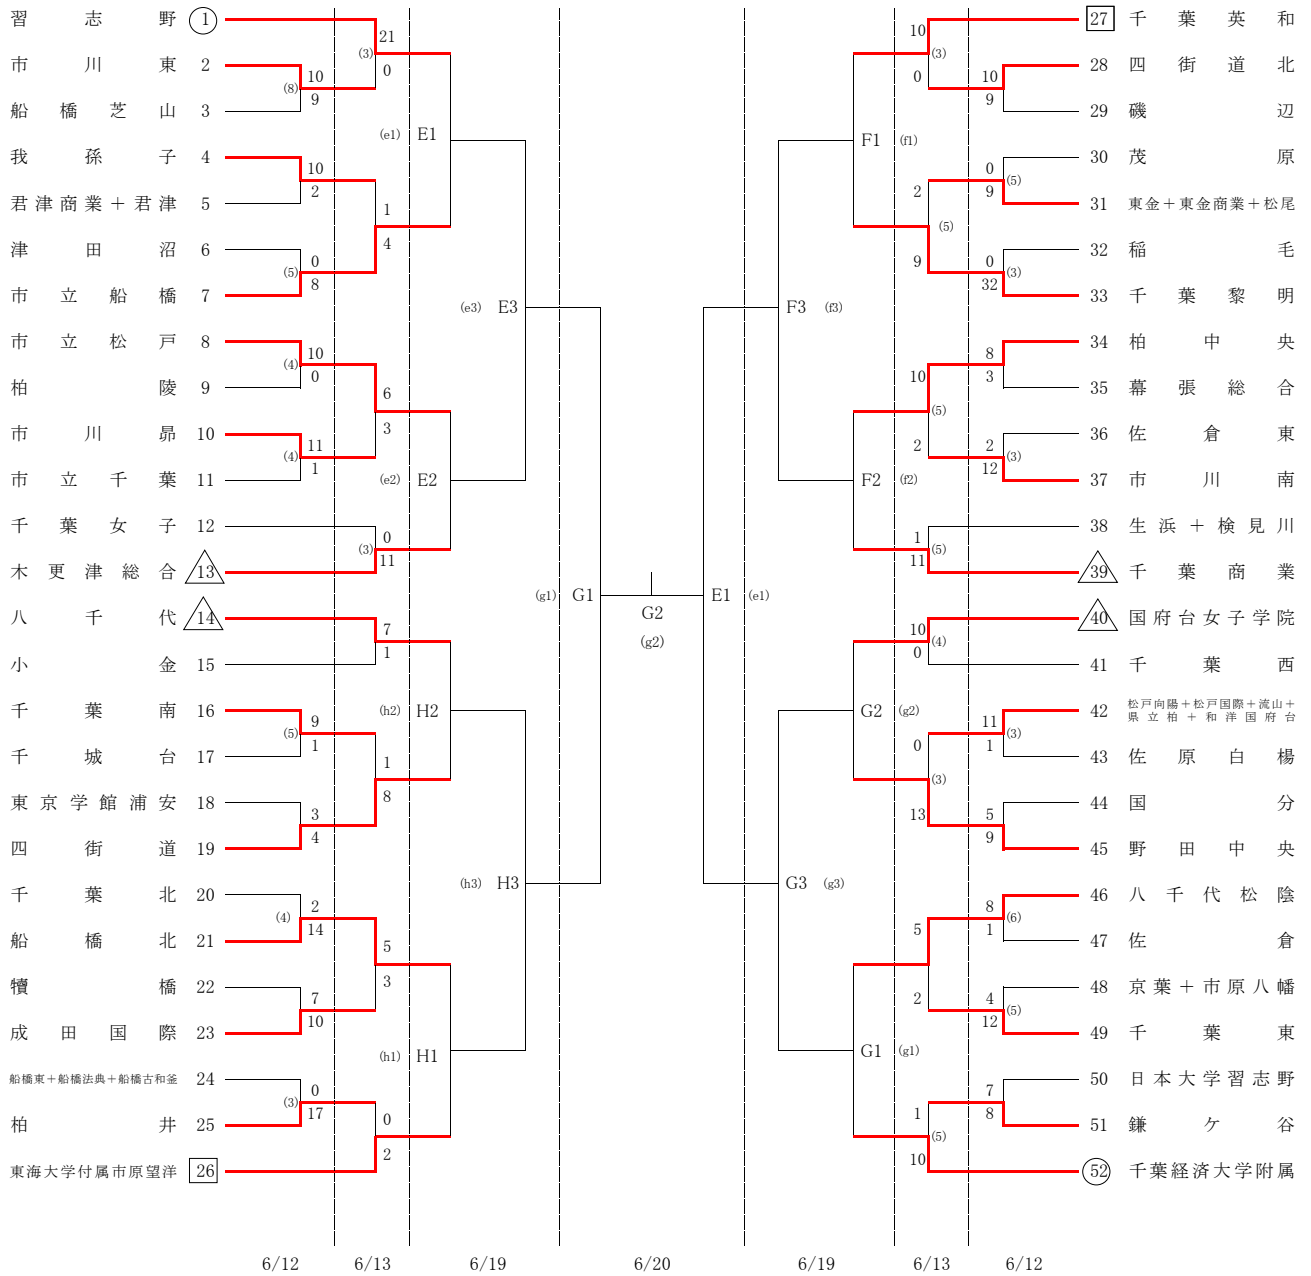 習志野 1
21
(3)
0
市川東 2
10
(8)
9
船橋芝山 3
(e1) E1
我孫子 4
10
2
君津商業＋君津 5
1
4
津田沼 6
0
(5)
8
市立船橋 7
(e3) E3
市立松戸 8
10
(4)
0
柏陵 9
6
3
市川昴 10
11
(4)
1
市立千葉 11
(e2) E2
千葉女子 12
0
(3)
11
木更津総合 13
(g1) G1
八千代 14
7
1
小金 15
千葉南 16
9
(5)
1
千城台 17
(h2) H2
1
8
東京学館浦安 18
3
4
四街道 19
(h3) H3
千葉北 20
2
(4)
14
船橋北 21
5
3
犢橋 22
7
10
成田国際 23
(h1) H1
船橋東＋船橋法典＋船橋古和釜 24
0
(3)
17
柏井 25
0
2
東海大学付属市原望洋 26
G2
(g2)
27 千葉英和
10
(3)
0
28 四街道北
10
9
29 磯辺
F1 (f1)
30 茂原
0
(5)
9
31 東金＋東金商業＋松尾
2
(5)
9
32 稲毛
0
(3)
32
33 千葉黎明
F3 (f3)
34 柏中央
8
3
35 幕張総合
10
(5)
2
36 佐倉東
2
(3)
12
37 市川南
F2 (f2)
38 生浜＋検見川
1
(5)
11
39 千葉商業
E1 (e1)
40 国府台女子学院
10
(4)
0
41 千葉西
42 松戸向陽＋松戸国際＋流山＋
県立柏＋和洋国府台
11
(3)
1
43 佐原白楊
G2 (g2)
0
(3)
13
44 国分
5
9
45 野田中央
G3 (g3)
46 八千代松陰
8
(6)
1
47 佐倉
5
2
48 京葉＋市原八幡
4
(5)
12
49 千葉東
G1 (g1)
50 日本大学習志野
7
8
51 鎌ケ谷
1
(5)
10
52 千葉経済大学附属
6/12 6/13 6/19 6/20 6/19 6/13 6/12